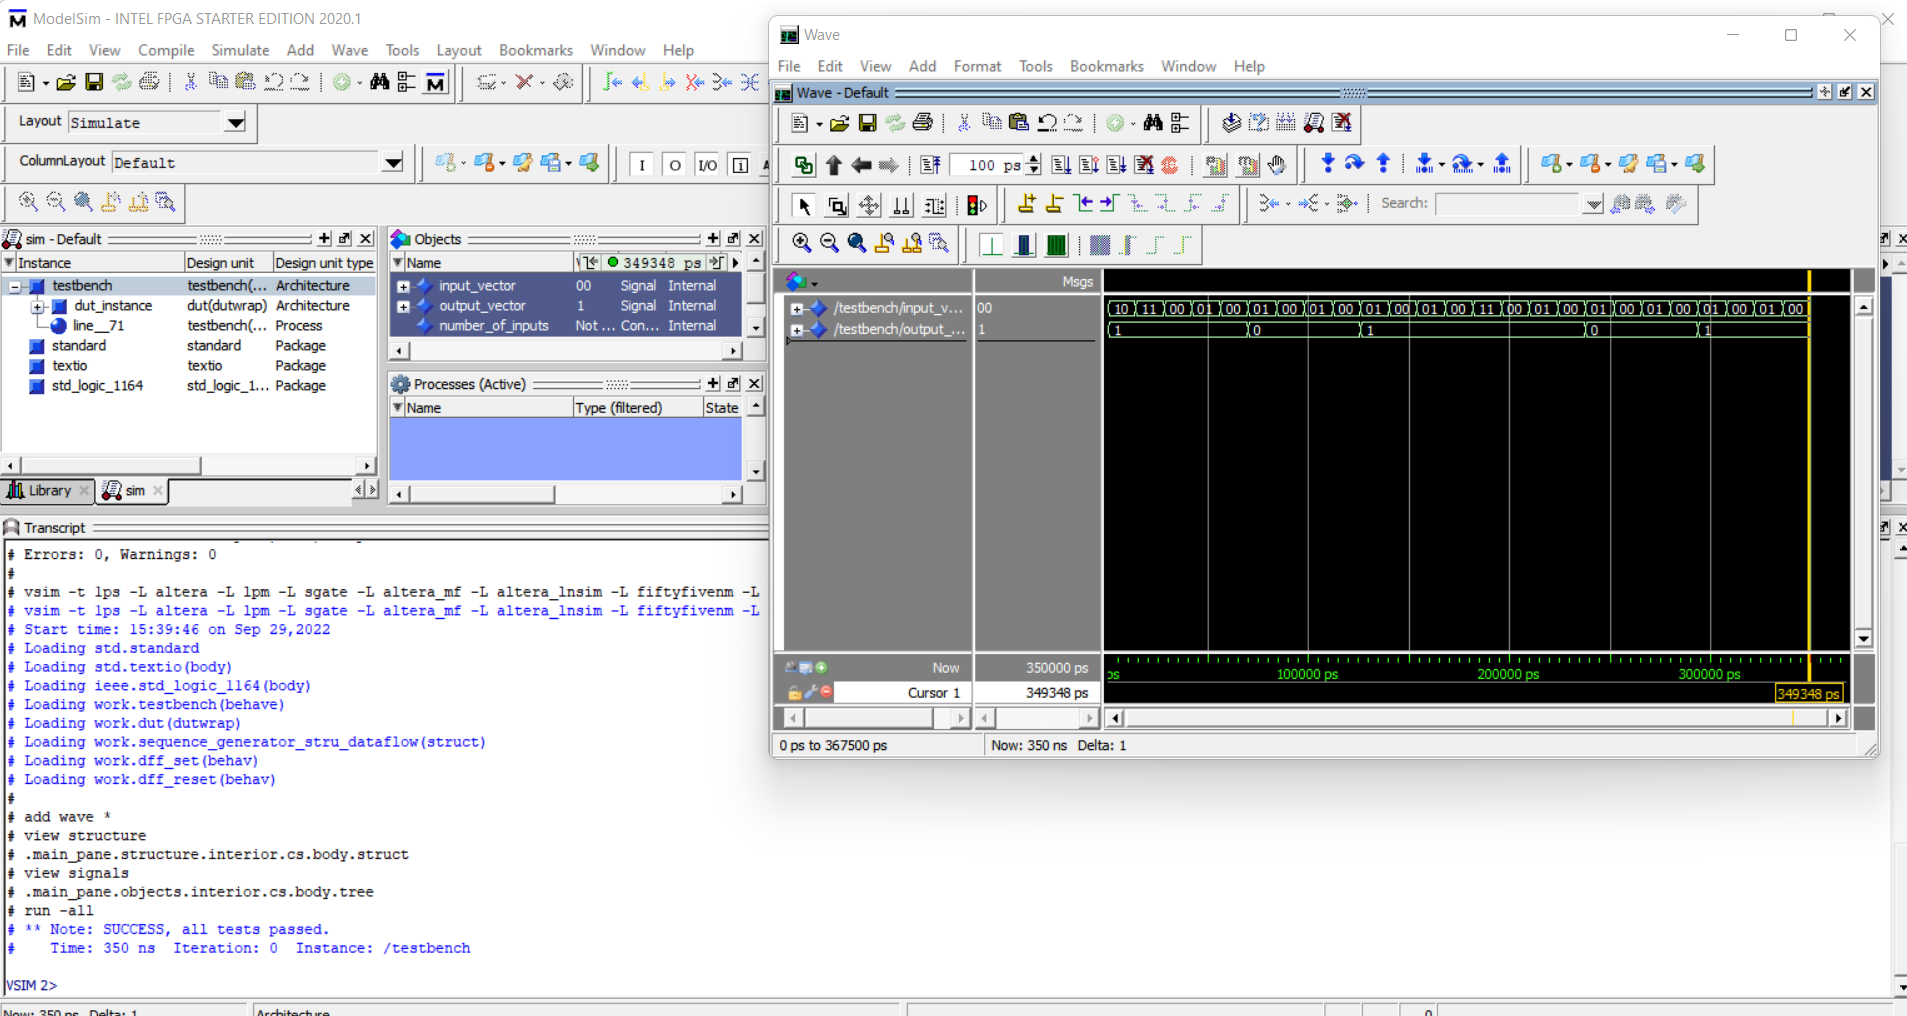 ModelSim - INTEL FPGA STARTER EDITION 2020.1
File Edit View Compile Simulate Add Wave Tools Layout Bookmarks Window Help
Layout Simulate
ColumnLayout Default
I O I/O
sim - Default
Instance Design unit Design unit type
testbench testbench(... Architecture
dut_instance dut(dutwrap) Architecture
line__71 testbench(... Process
standard standard Package
textio textio Package
std_logic_1164 std_logic_1... Package
Library sim
Objects
Name 349348 ps
input_vector 00 Signal Internal
output_vector 1 Signal Internal
number_of_inputs Not ... Con... Internal
Processes (Active)
Name Type (filtered) State
Transcript
# Errors: 0, Warnings: 0
#
# vsim -t 1ps -L altera -L lpm -L sgate -L altera_mf -L altera_lnsim -L fiftyfivenm -L
# vsim -t 1ps -L altera -L lpm -L sgate -L altera_mf -L altera_lnsim -L fiftyfivenm -L
# Start time: 15:39:46 on Sep 29,2022
# Loading std.standard
# Loading std.textio(body)
# Loading ieee.std_logic_1164(body)
# Loading work.testbench(behave)
# Loading work.dut(dutwrap)
# Loading work.sequence_generator_stru_dataflow(struct)
# Loading work.dff_set(behav)
# Loading work.dff_reset(behav)
#
# add wave *
# view structure
# .main_pane.structure.interior.cs.body.struct
# view signals
# .main_pane.objects.interior.cs.body.tree
# run -all
# ** Note: SUCCESS, all tests passed.
#    Time: 350 ns  Iteration: 0  Instance: /testbench
VSIM 2>
Now: 350 ns Delta: 1 Architecture 0
Wave
File Edit View Add Format Tools Bookmarks Window Help
Wave - Default
100 ps
Search:
Msgs
/testbench/input_v... 00 10 11 00 01 00 01 00 01 00 01 00 01 00 11 00 01 00 01 00 01 00 01 00 01 00
/testbench/output_... 1 1 0 1 0 1
Now 350000 ps ps 100000 ps 200000 ps 300000 ps
Cursor 1 349348 ps 349348 ps
0 ps to 367500 ps Now: 350 ns Delta: 1